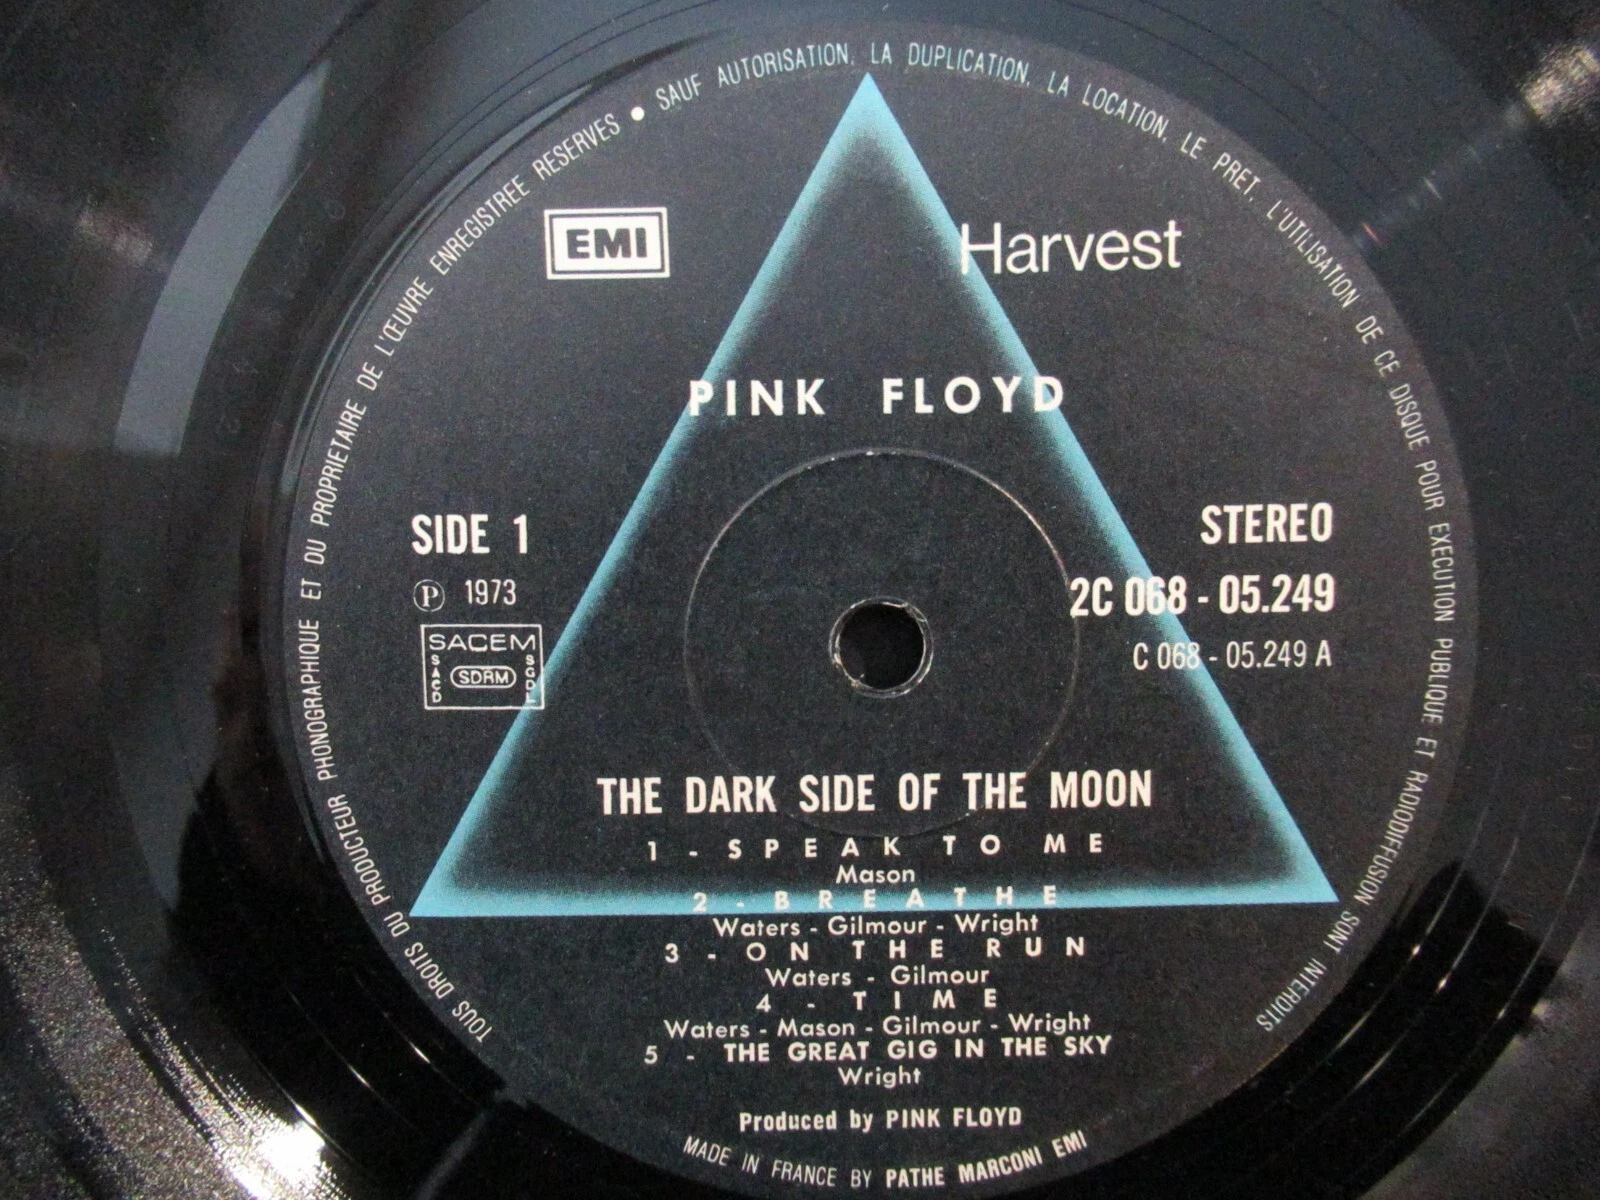 TOUS DROITS DU PRODUCTEUR PHONOGRAPHIQUE ET DU PROPRIETAIRE DE L'ŒUVRE ENREGISTREE RESERVES • SAUF AUTORISATION, LA DUPLICATION, LA LOCATION, LE PRET, L'UTILISATION DE CE DISQUE POUR EXECUTION PUBLIQUE ET RADIODIFFUSION SONT INTERDITS
EMI
Harvest
PINK FLOYD
SIDE 1
Ⓟ 1973
SACEM
SACD
SDRM
SGDL
STEREO
2C 068 - 05.249
C 068 - 05.249 A
THE DARK SIDE OF THE MOON
1 - SPEAK TO ME
Mason
2 - BREATHE
Waters - Gilmour - Wright
3 - ON THE RUN
Waters - Gilmour
4 - TIME
Waters - Mason - Gilmour - Wright
5 - THE GREAT GIG IN THE SKY
Wright
Produced by PINK FLOYD
MADE IN FRANCE BY PATHE MARCONI EMI